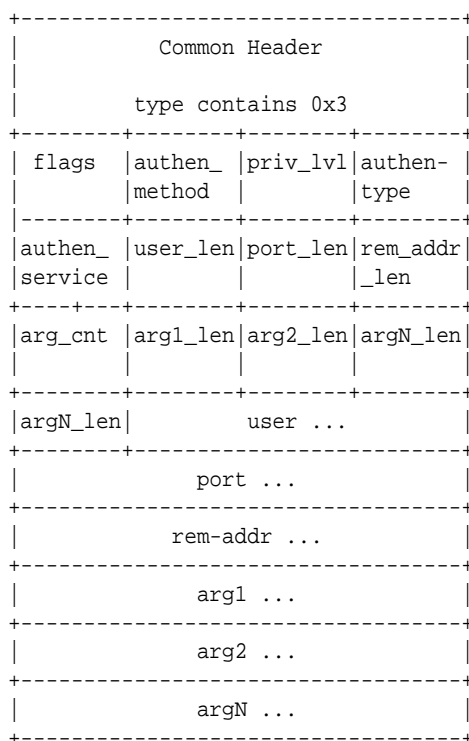 +-----------------------------------+
|           Common Header           |
|                                   |
|         type contains 0x3         |
+--------+--------+--------+--------+
| flags  |authen_ |priv_lvl|authen- |
|        |method  |        |type    |
|--------+--------+--------+--------+
|authen_ |user_len|port_len|rem_addr|
|service |        |        |_len    |
+----+---+--------+--------+--------+
|arg_cnt |arg1_len|arg2_len|argN_len|
|        |        |        |        |
+--------+--------+--------+--------+
|argN_len|        user ...          |
+--------+--------------------------+
|              port ...             |
+-----------------------------------+
|            rem-addr ...           |
+-----------------------------------+
|              arg1 ...             |
+-----------------------------------+
|              arg2 ...             |
+-----------------------------------+
|              argN ...             |
+-----------------------------------+